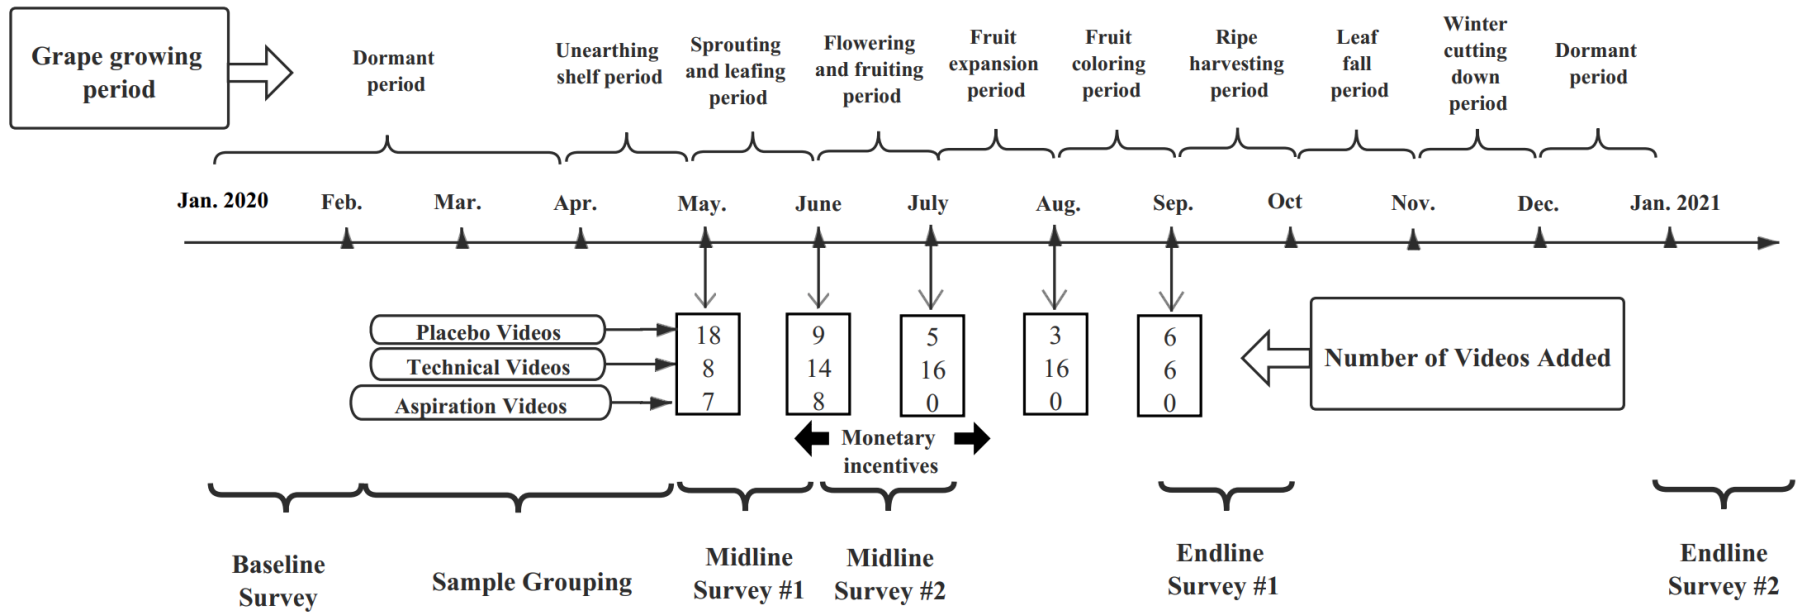 Grape growing
period
Dormant
period
Unearthing
shelf period
Sprouting
and leafing
period
Flowering
and fruiting
period
Fruit
expansion
period
Fruit
coloring
period
Ripe
harvesting
period
Leaf
fall
period
Winter
cutting
down
period
Dormant
period
Jan. 2020 Feb. Mar. Apr. May. June July Aug. Sep. Oct Nov. Dec. Jan. 2021
Placebo Videos 18 9 5 3 6
Technical Videos 8 14 16 16 6
Aspiration Videos 7 8 0 0 0
Number of Videos Added
Monetary
incentives
Baseline
Survey
Sample Grouping
Midline
Survey #1
Midline
Survey #2
Endline
Survey #1
Endline
Survey #2